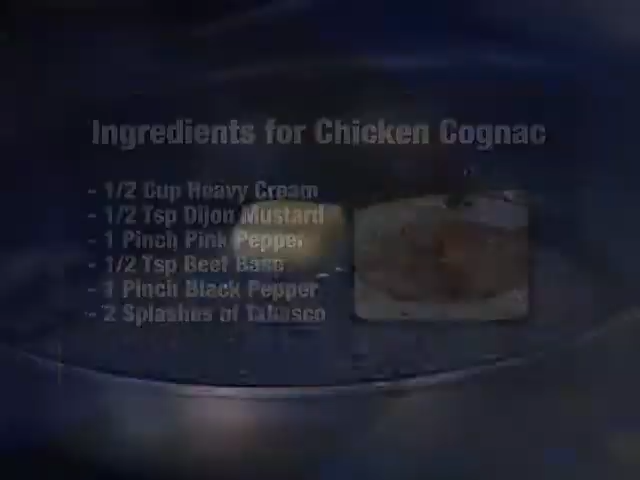 Ingredients for Chicken Cognac
- 1/2 Cup Heavy Cream
- 1/2 Tsp Dijon Mustard
- 1 Pinch Pink Pepper
- 1/2 Tsp Beef Base
- 1 Pinch Black Pepper
- 2 Splashes of Tabasco